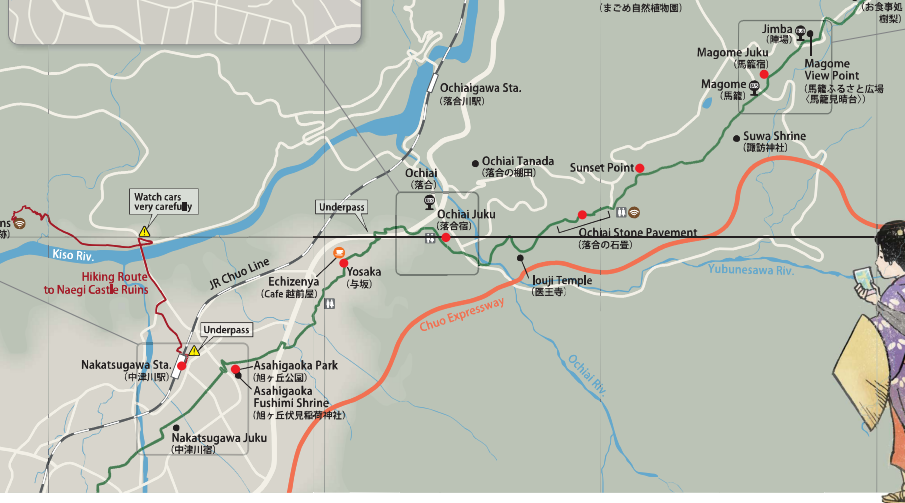 (まごめ自然植物園)
(お食事処
樹梨)
Jimba
(陣場)
Magome Juku
(馬籠宿)
Magome
(馬籠)
Magome
View Point
(馬籠ふるさと広場
〈馬籠見晴台〉)
Ochiaigawa Sta.
(落合川駅)
Suwa Shrine
(諏訪神社)
Ochiai Tanada
(落合の棚田)
Sunset Point
Ochiai
(落合)
Watch cars
very carefully
Underpass
Ochiai Juku
(落合宿)
ns
跡)
Ochiai Stone Pavement
(落合の石畳)
Kiso Riv.
JR Chuo Line
Hiking Route
to Naegi Castle Ruins
Echizenya
(Cafe 越前屋)
Yosaka
(与坂)
Jouji Temple
(医王寺)
Yubunesawa Riv.
Chuo Expressway
Underpass
Nakatsugawa Sta.
(中津川駅)
Asahigaoka Park
(旭ヶ丘公園)
Asahigaoka
Fushimi Shrine
(旭ヶ丘伏見稲荷神社)
Ochiai Riv.
Nakatsugawa Juku
(中津川宿)